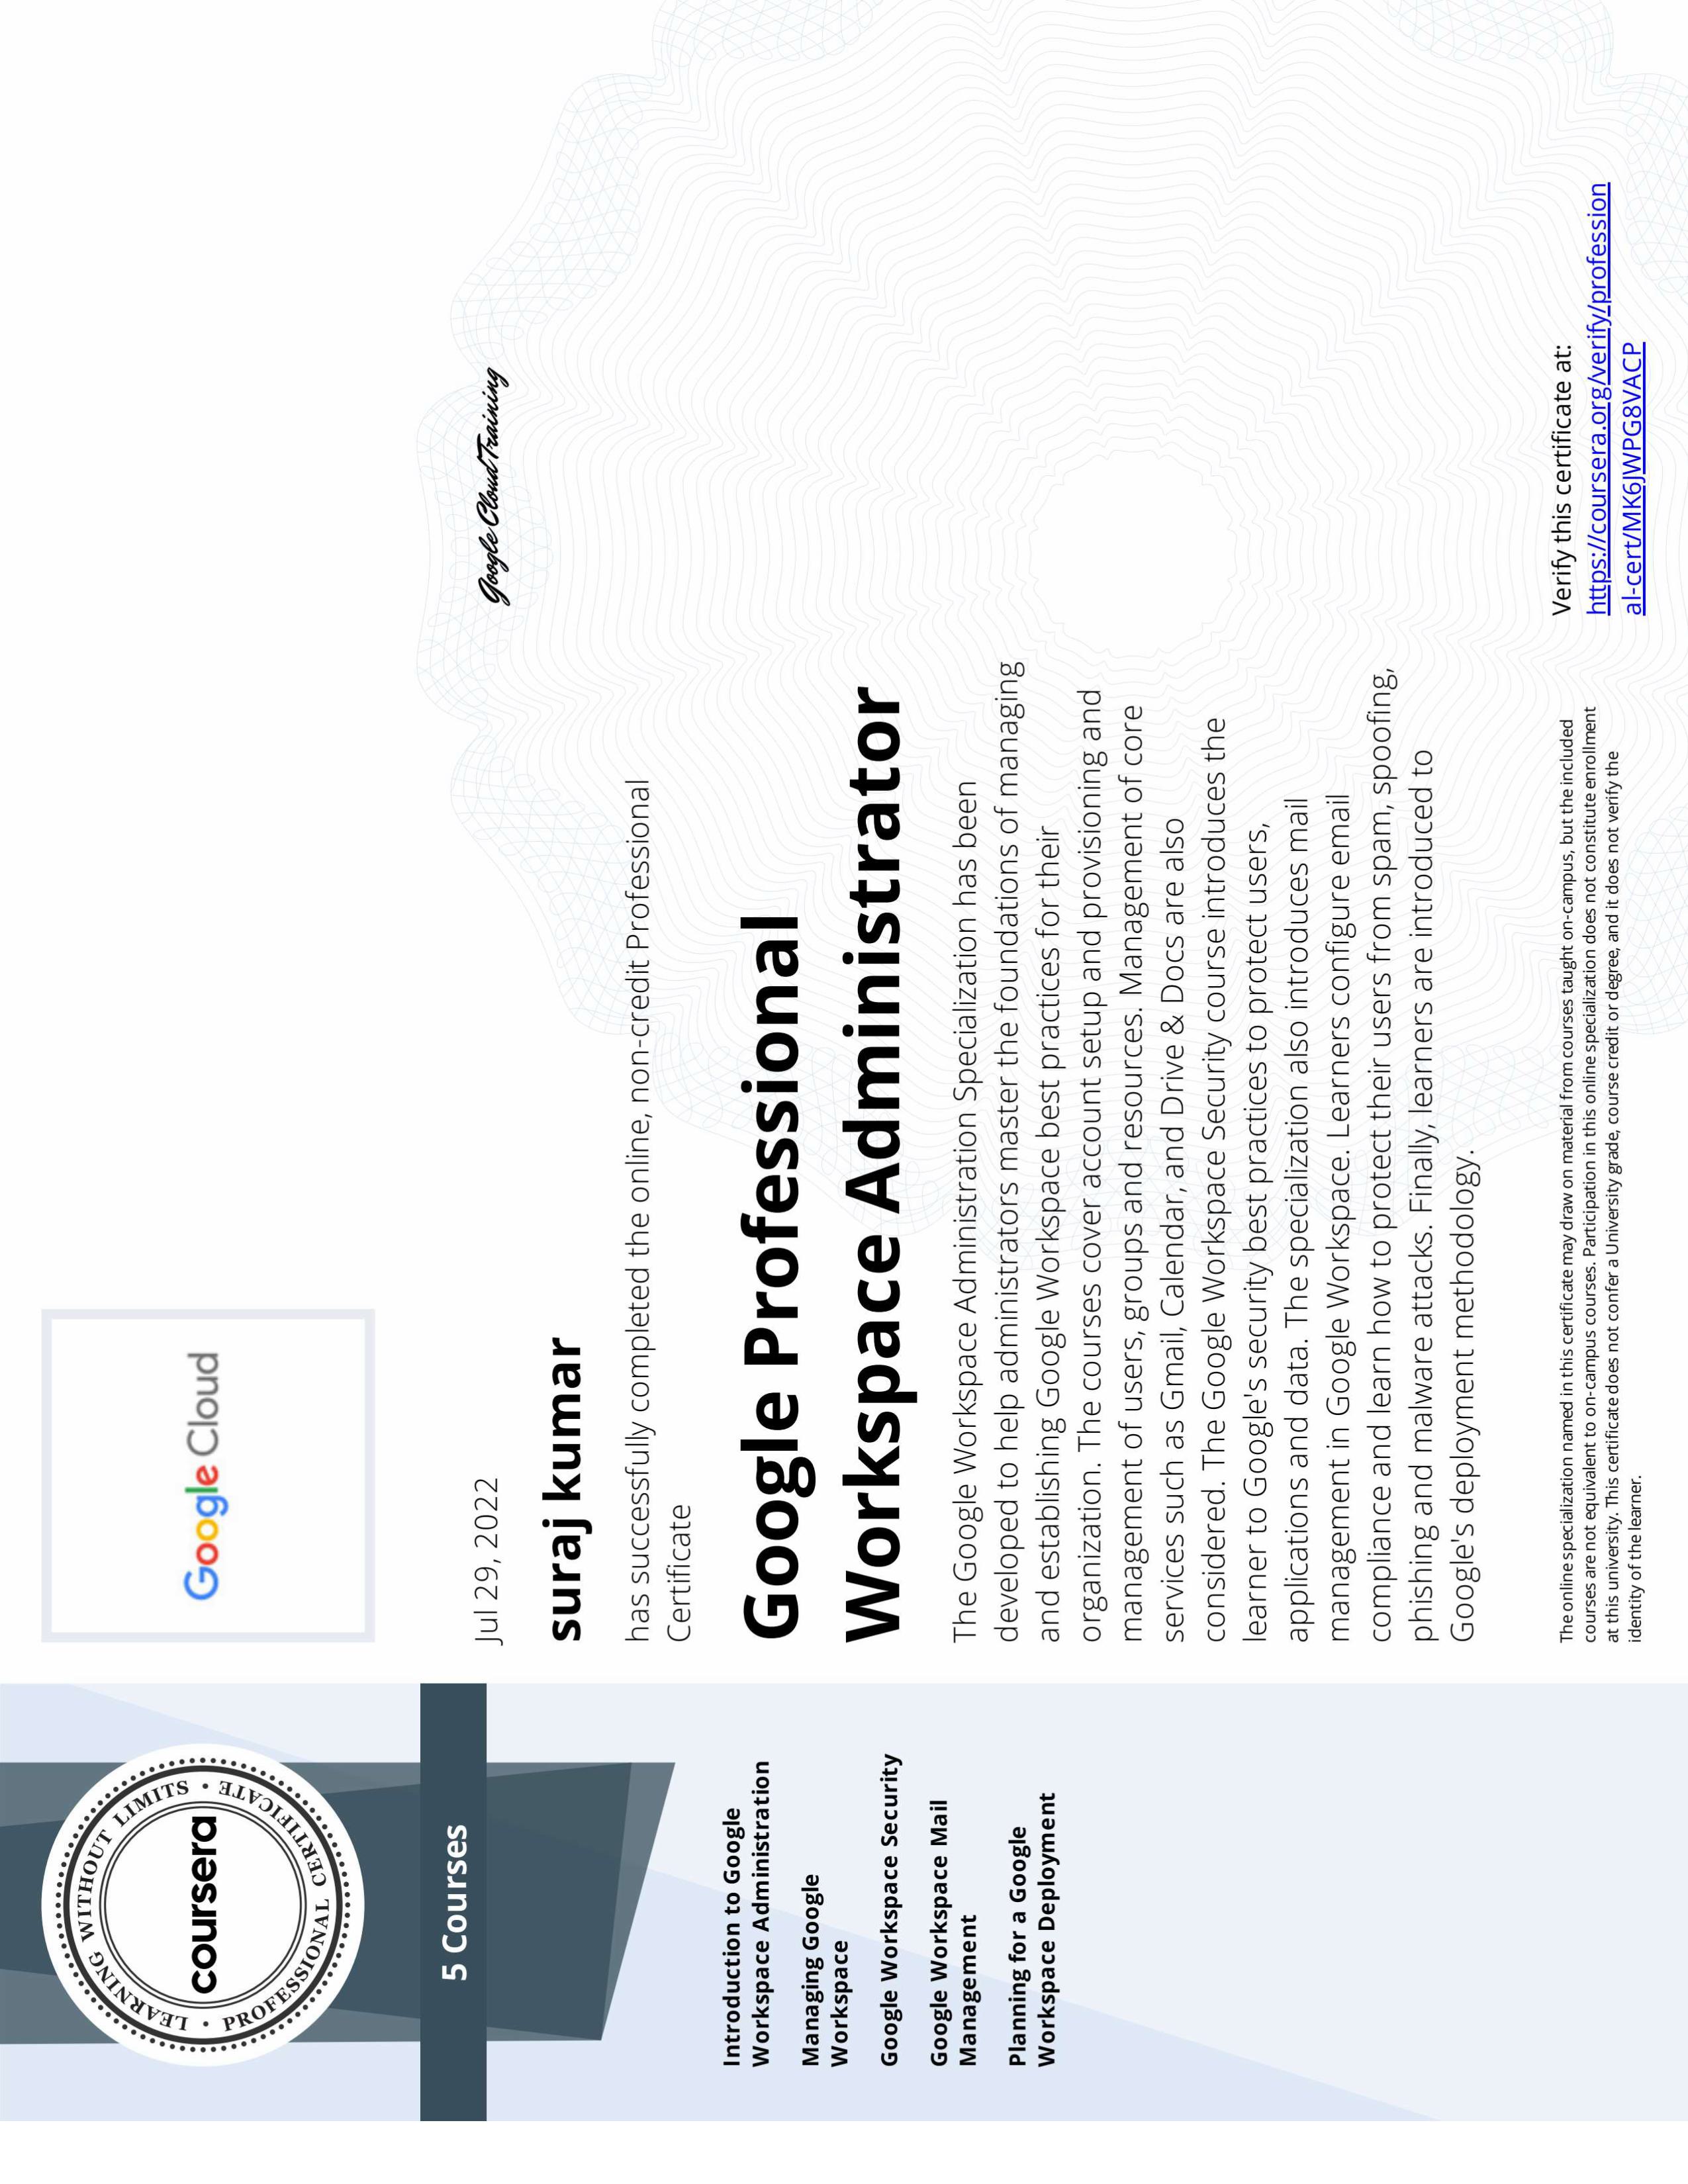 LEARNING WITHOUT LIMITS
coursera
PROFESSIONAL CERTIFICATE
5 Courses
Introduction to Google
Workspace Administration
Managing Google
Workspace
Google Workspace Security
Google Workspace Mail
Management
Planning for a Google
Workspace Deployment
Google Cloud
Jul 29, 2022
Google Cloud Training
suraj kumar
has successfully completed the online, non-credit Professional
Certificate
Google Professional
Workspace Administrator
The Google Workspace Administration Specialization has been
developed to help administrators master the foundations of managing
and establishing Google Workspace best practices for their
organization. The courses cover account setup and provisioning and
management of users, groups and resources. Management of core
services such as Gmail, Calendar, and Drive & Docs are also
considered. The Google Workspace Security course introduces the
learner to Google's security best practices to protect users,
applications and data. The specialization also introduces mail
management in Google Workspace. Learners configure email
compliance and learn how to protect their users from spam, spoofing,
phishing and malware attacks. Finally, learners are introduced to
Google's deployment methodology.
The online specialization named in this certificate may draw on material from courses taught on-campus, but the included
courses are not equivalent to on-campus courses. Participation in this online specialization does not constitute enrollment
at this university. This certificate does not confer a University grade, course credit or degree, and it does not verify the
identity of the learner.
Verify this certificate at:
https://coursera.org/verify/profession
al-cert/MK6JWPG8VACP